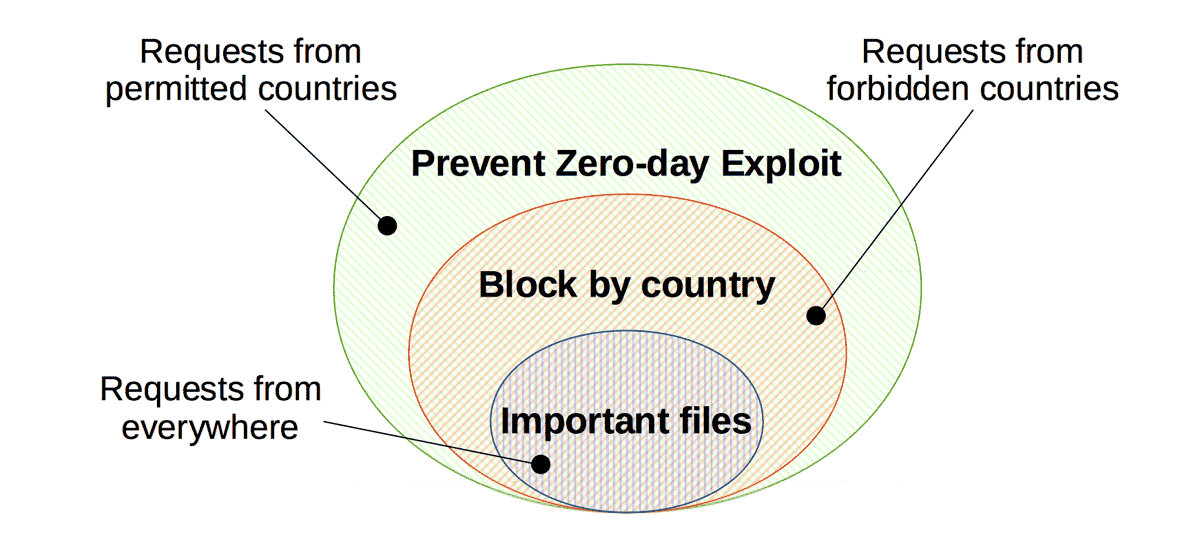 Requests from
permitted countries
Requests from
forbidden countries
Prevent Zero-day Exploit
Block by country
Requests from
everywhere
Important files